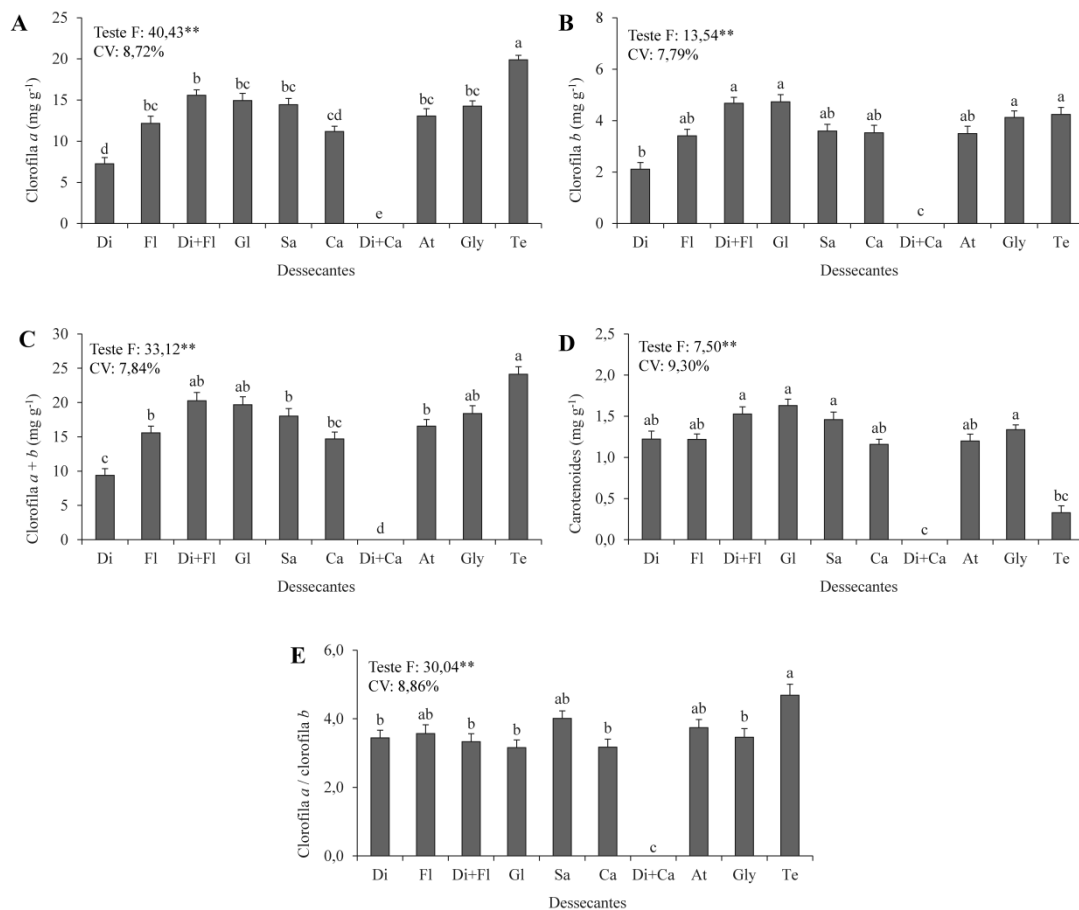 A
Teste F: 40,43**
CV: 8,72%
Clorofila a (mg g⁻¹)
25
20
15
10
5
0
d
bc
b
bc
bc
cd
e
bc
bc
a
Di Fl Di+Fl Gl Sa Ca Di+Ca At Gly Te
Dessecantes
B
Teste F: 13,54**
CV: 7,79%
Clorofila b (mg g⁻¹)
8
6
4
2
0
b
ab
a
a
ab
ab
c
ab
a
a
Di Fl Di+Fl Gl Sa Ca Di+Ca At Gly Te
Dessecantes
C
Teste F: 33,12**
CV: 7,84%
Clorofila a + b (mg g⁻¹)
30
25
20
15
10
5
0
c
b
ab
ab
b
bc
d
b
ab
a
Di Fl Di+Fl Gl Sa Ca Di+Ca At Gly Te
Dessecantes
D
Teste F: 7,50**
CV: 9,30%
Carotenoides (mg g⁻¹)
2,5
2,0
1,5
1,0
0,5
0,0
ab
ab
a
a
a
ab
c
ab
a
bc
Di Fl Di+Fl Gl Sa Ca Di+Ca At Gly Te
Dessecantes
E
Teste F: 30,04**
CV: 8,86%
Clorofila a / clorofila b
6,0
4,0
2,0
0,0
b
ab
b
b
ab
b
c
ab
b
a
Di Fl Di+Fl Gl Sa Ca Di+Ca At Gly Te
Dessecantes